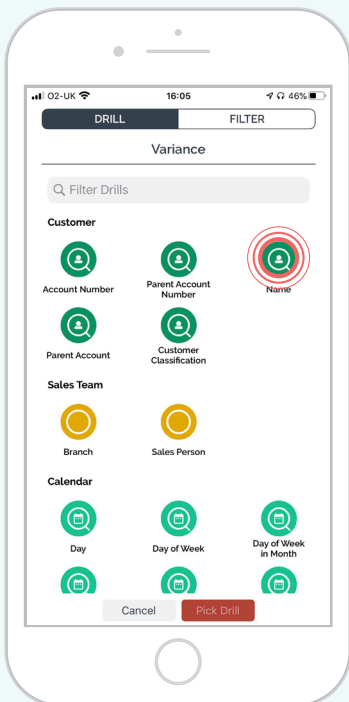 O2-UK 16:05 46%
DRILL FILTER
Variance
Filter Drills
Customer
Account Number Parent Account Number Name
Parent Account Customer Classification
Sales Team
Branch Sales Person
Calendar
Day Day of Week Day of Week in Month
Cancel Pick Drill